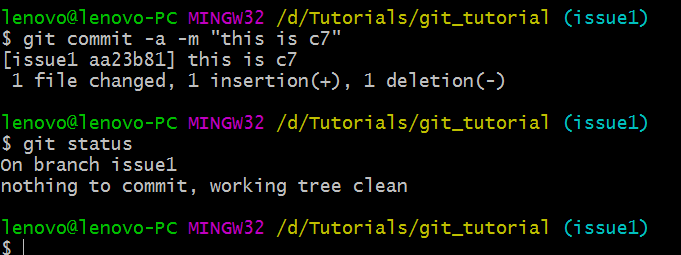 lenovo@lenovo-PC MINGW32 /d/Tutorials/git_tutorial (issue1)
$ git commit -a -m "this is c7"
[issue1 aa23b81] this is c7
 1 file changed, 1 insertion(+), 1 deletion(-)
lenovo@lenovo-PC MINGW32 /d/Tutorials/git_tutorial (issue1)
$ git status
On branch issue1
nothing to commit, working tree clean
lenovo@lenovo-PC MINGW32 /d/Tutorials/git_tutorial (issue1)
$